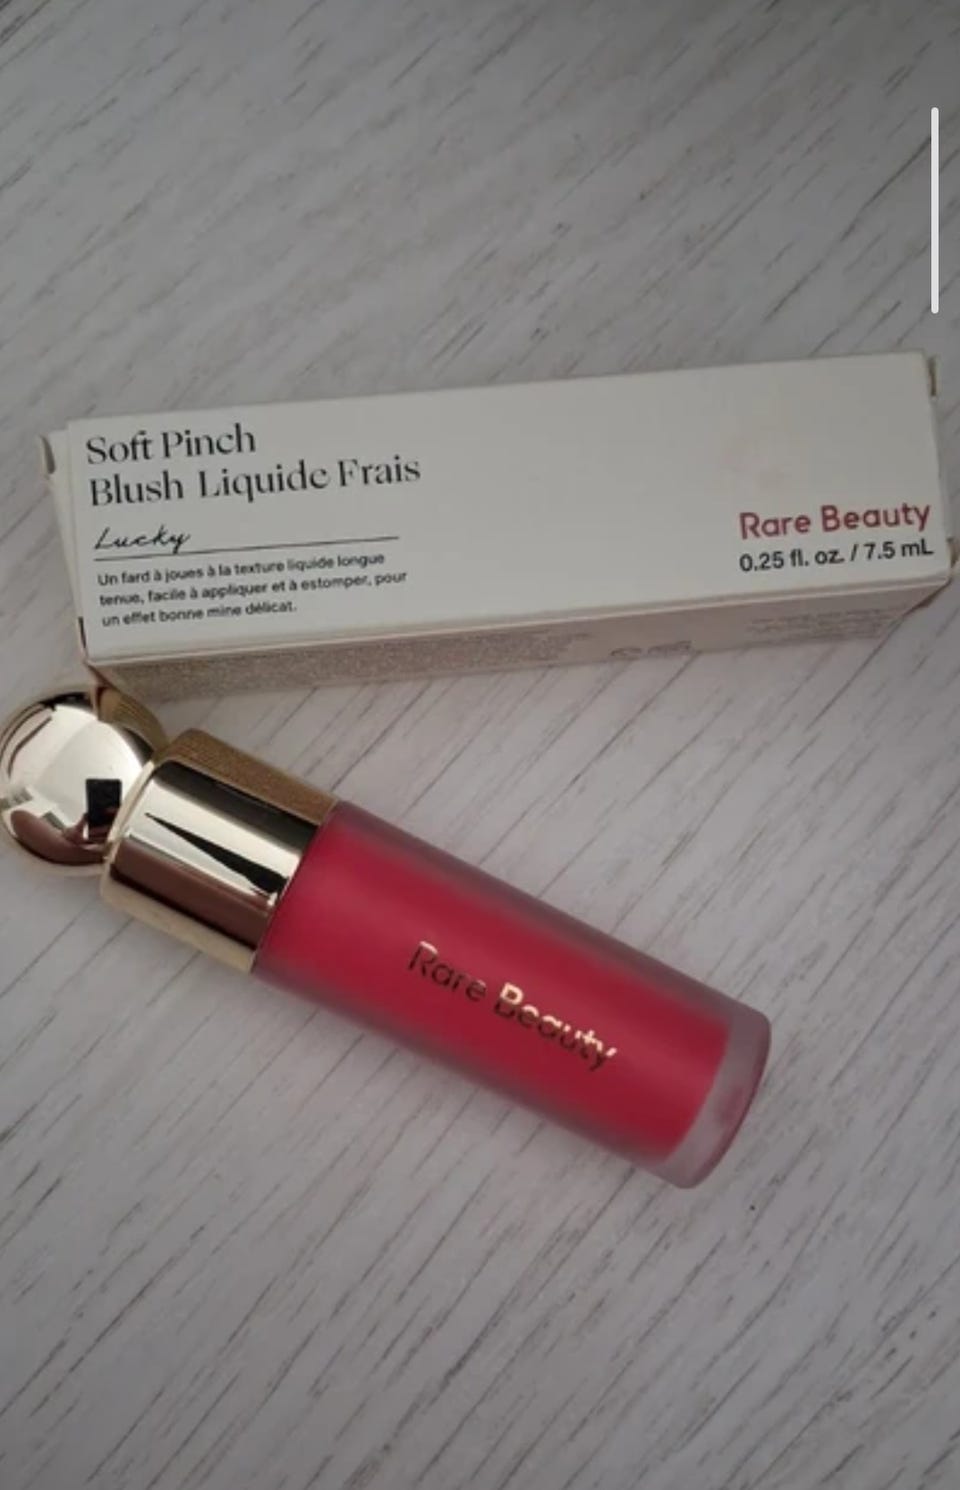 Soft Pinch
Blush Liquide Frais
Lucky
Un fard à joues à la texture liquide longue
tenue, facile à appliquer et à estomper, pour
un effet bonne mine délicat.
Rare Beauty
0.25 fl. oz. / 7.5 mL
Rare Beauty